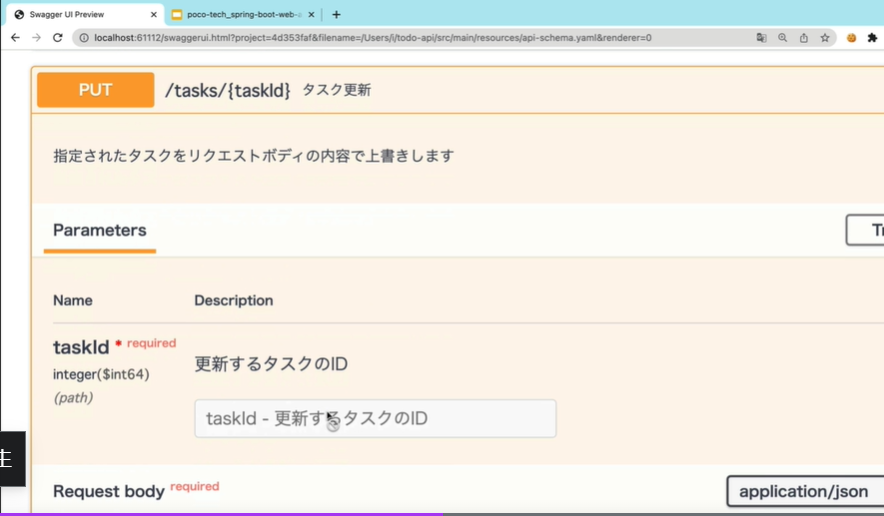 Swagger UI Preview
poco-tech_spring-boot-web-
localhost:61112/swaggerui.html?project=4d353faf&filename=/Users/i/todo-api/src/main/resources/api-schema.yaml&renderer=0
PUT /tasks/{taskId} タスク更新
指定されたタスクをリクエストボディの内容で上書きします
Parameters
Name Description
taskId * required
更新するタスクのID
integer($int64)
(path)
taskId - 更新するタスクのID
Request body required
application/json